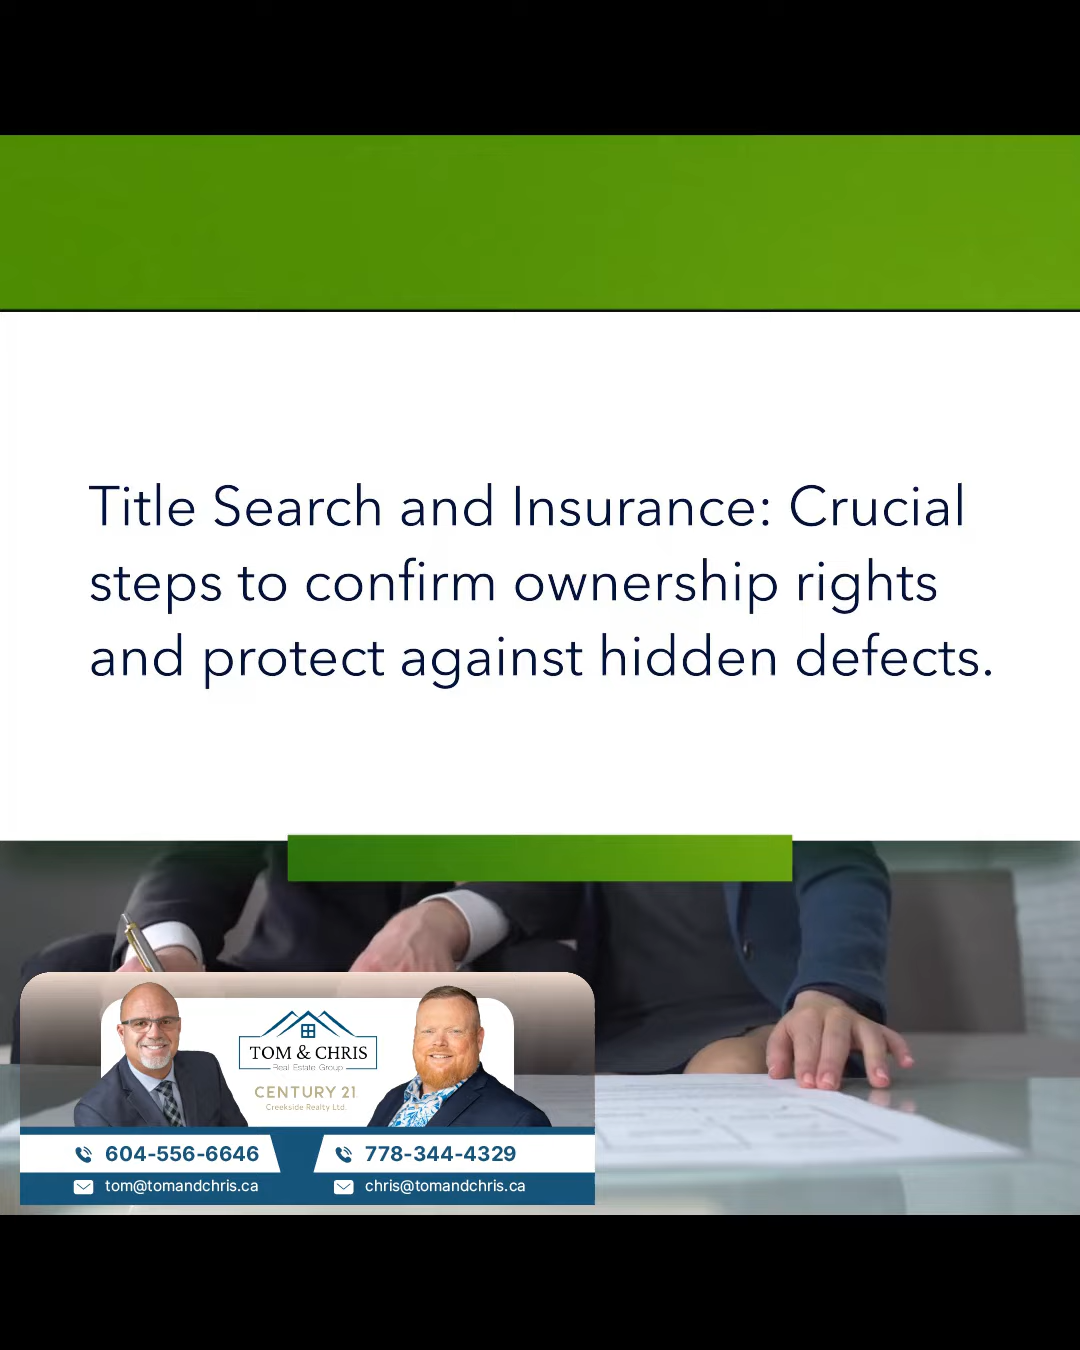 Title Search and Insurance: Crucial
steps to confirm ownership rights
and protect against hidden defects.
TOM & CHRIS
Real Estate Group
CENTURY 21
Creekside Realty Ltd.
604-556-6646
778-344-4329
tom@tomandchris.ca
chris@tomandchris.ca